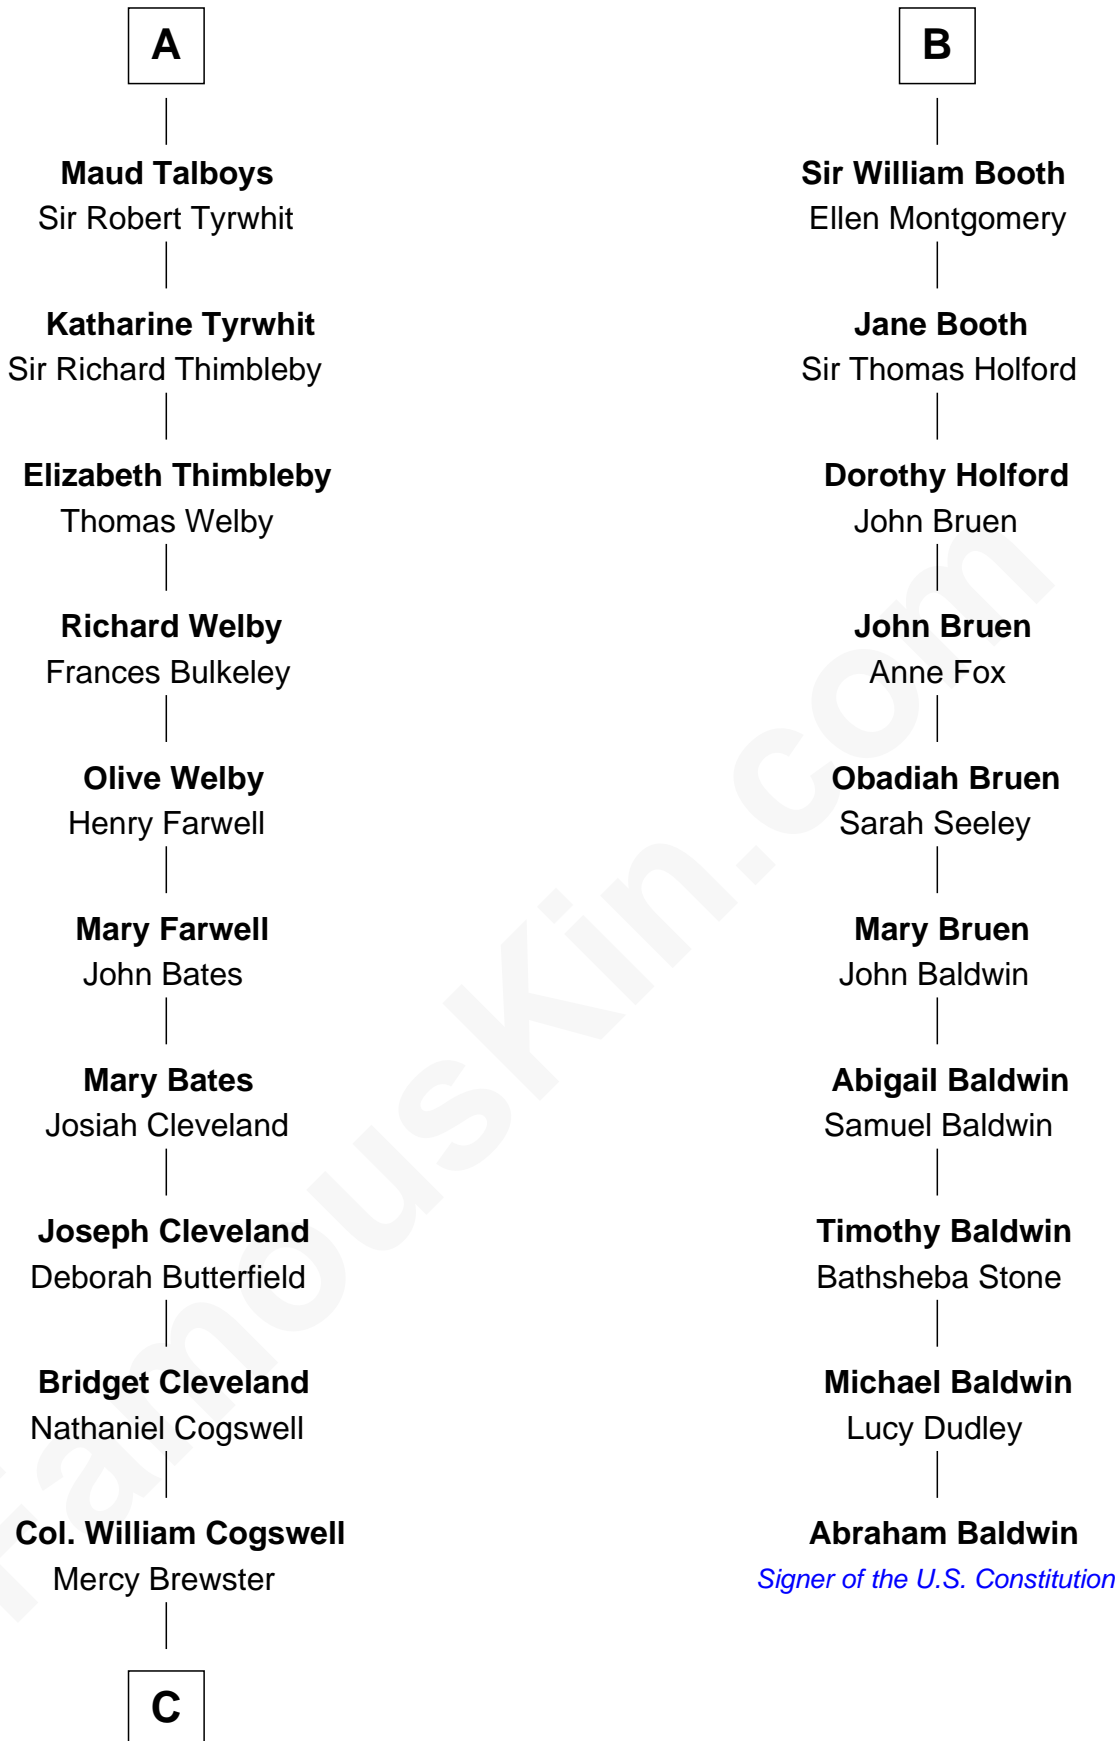 A
Maud Talboys
Sir Robert Tyrwhit
Katharine Tyrwhit
Sir Richard Thimbleby
Elizabeth Thimbleby
Thomas Welby
Richard Welby
Frances Bulkeley
Olive Welby
Henry Farwell
Mary Farwell
John Bates
Mary Bates
Josiah Cleveland
Joseph Cleveland
Deborah Butterfield
Bridget Cleveland
Nathaniel Cogswell
Col. William Cogswell
Mercy Brewster
C
B
Sir William Booth
Ellen Montgomery
Jane Booth
Sir Thomas Holford
Dorothy Holford
John Bruen
John Bruen
Anne Fox
Obadiah Bruen
Sarah Seeley
Mary Bruen
John Baldwin
Abigail Baldwin
Samuel Baldwin
Timothy Baldwin
Bathsheba Stone
Michael Baldwin
Lucy Dudley
Abraham Baldwin
Signer of the U.S. Constitution
FamousKin.com